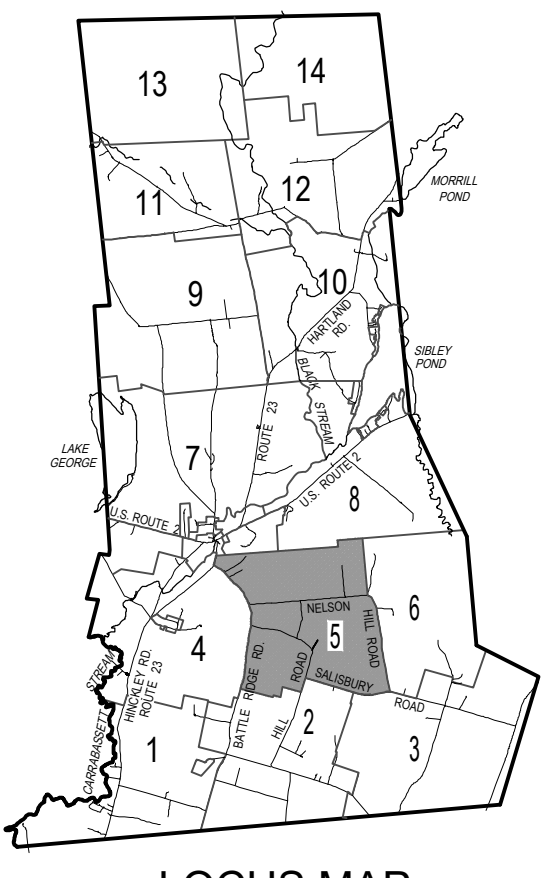 13
14
MORRILL
POND
12
11
10
9
HARTLAND
RD.
SIBLEY
POND
BLACK STREAM
ROUTE 23
LAKE
GEORGE
7
U.S. ROUTE 2
U.S. ROUTE 2
8
NELSON
HILL ROAD
6
5
4
BATTLE RIDGE RD.
HILL ROAD
SALISBURY
ROAD
HINCKLEY RD.
ROUTE 23
CARRABASSETT STREAM
1
2
3